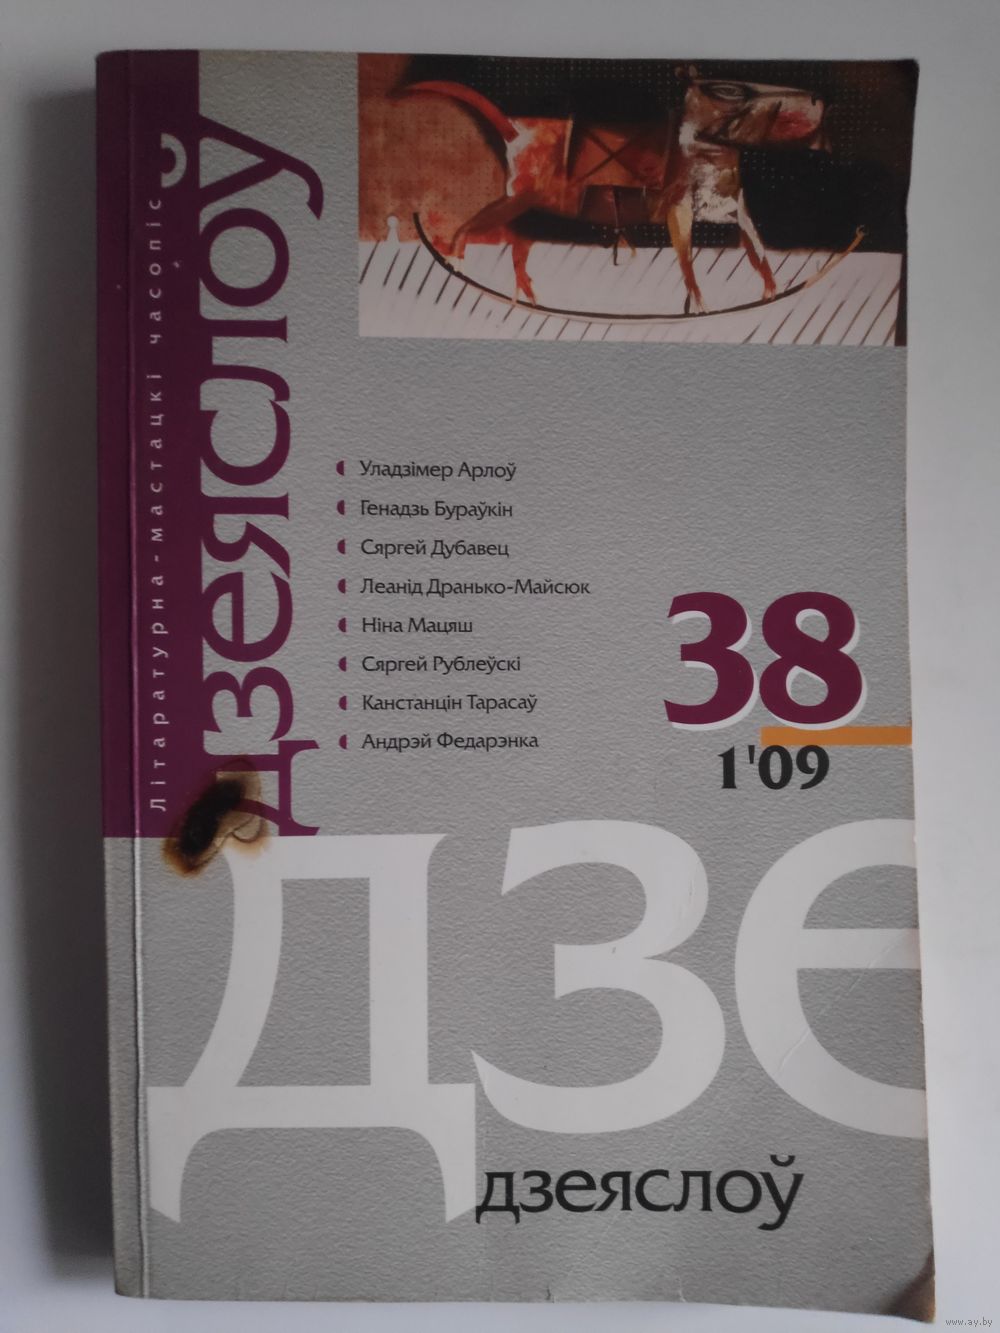 Літаратурна-мастацкі часопіс
дзеяслоў
Уладзімер Арлоў
Генадзь Бураўкін
Сяргей Дубавец
Леанід Дранько-Майсюк
Ніна Мацяш
Сяргей Рублеўскі
Канстанцін Тарасаў
Андрэй Федарэнка
38
1'09
дзе
дзеяслоў
www.ay.by